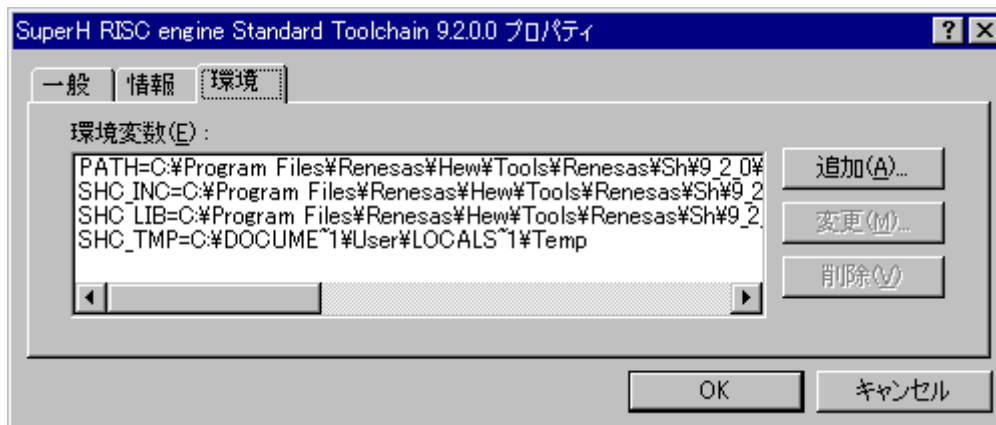 SuperH RISC engine Standard Toolchain 9.2.0.0 プロパティ
一般 情報 環境
環境変数(E):
PATH=C:¥Program Files¥Renesas¥Hew¥Tools¥Renesas¥Sh¥9_2_0¥
SHC_INC=C:¥Program Files¥Renesas¥Hew¥Tools¥Renesas¥Sh¥9_2
SHC_LIB=C:¥Program Files¥Renesas¥Hew¥Tools¥Renesas¥Sh¥9_2_
SHC_TMP=C:¥DOCUME~1¥User¥LOCALS~1¥Temp
追加(A)...
変更(M)...
削除(V)
OK キャンセル